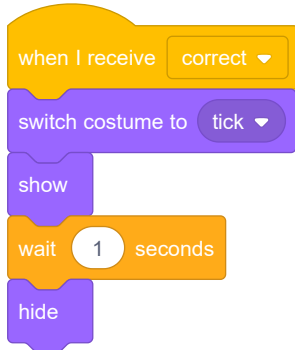 when I receive correct
switch costume to tick
show
wait 1 seconds
hide